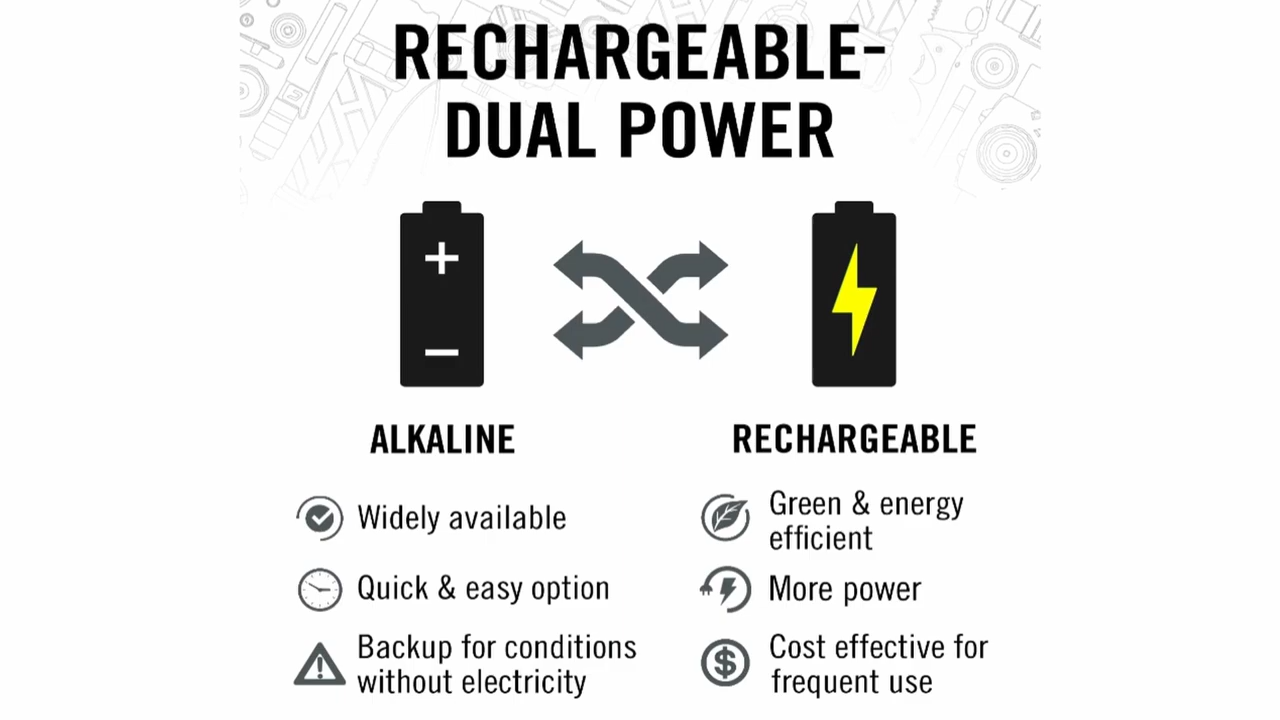 RECHARGEABLE-
DUAL POWER
ALKALINE
Widely available
Quick & easy option
Backup for conditions
without electricity
RECHARGEABLE
Green & energy
efficient
More power
Cost effective for
frequent use